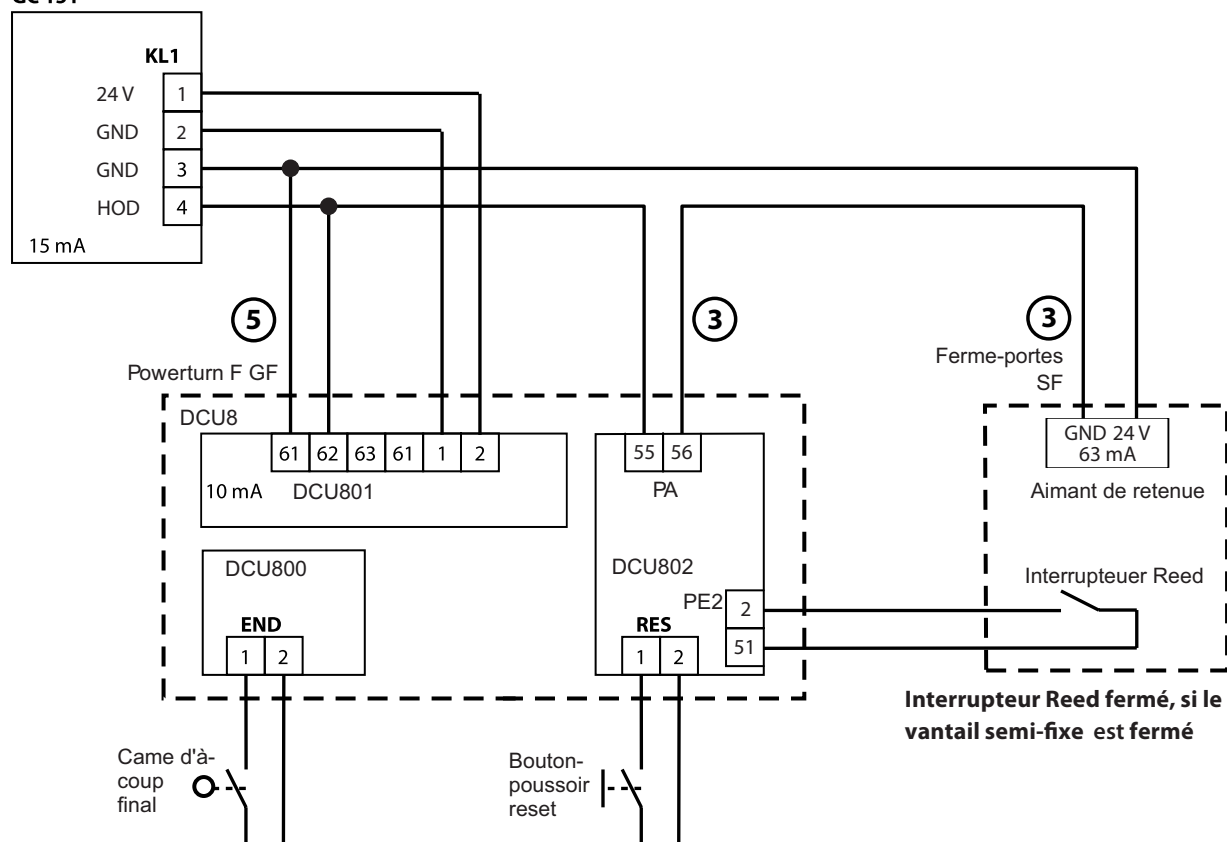 KL1
24 V 1
GND 2
GND 3
HOD 4
15 mA
5
3
3
Ferme-portes
SF
Powerturn F GF
DCU8
61 62 63 61 1 2
10 mA DCU801
55 56
PA
GND 24 V
63 mA
Aimant de retenue
DCU800
END
1 2
DCU802
PE2 2
51
RES
1 2
Interrupteuer Reed
Interrupteur Reed fermé, si le
vantail semi-fixe est fermé
Came d'à-
coup
final
Bouton-
poussoir
reset